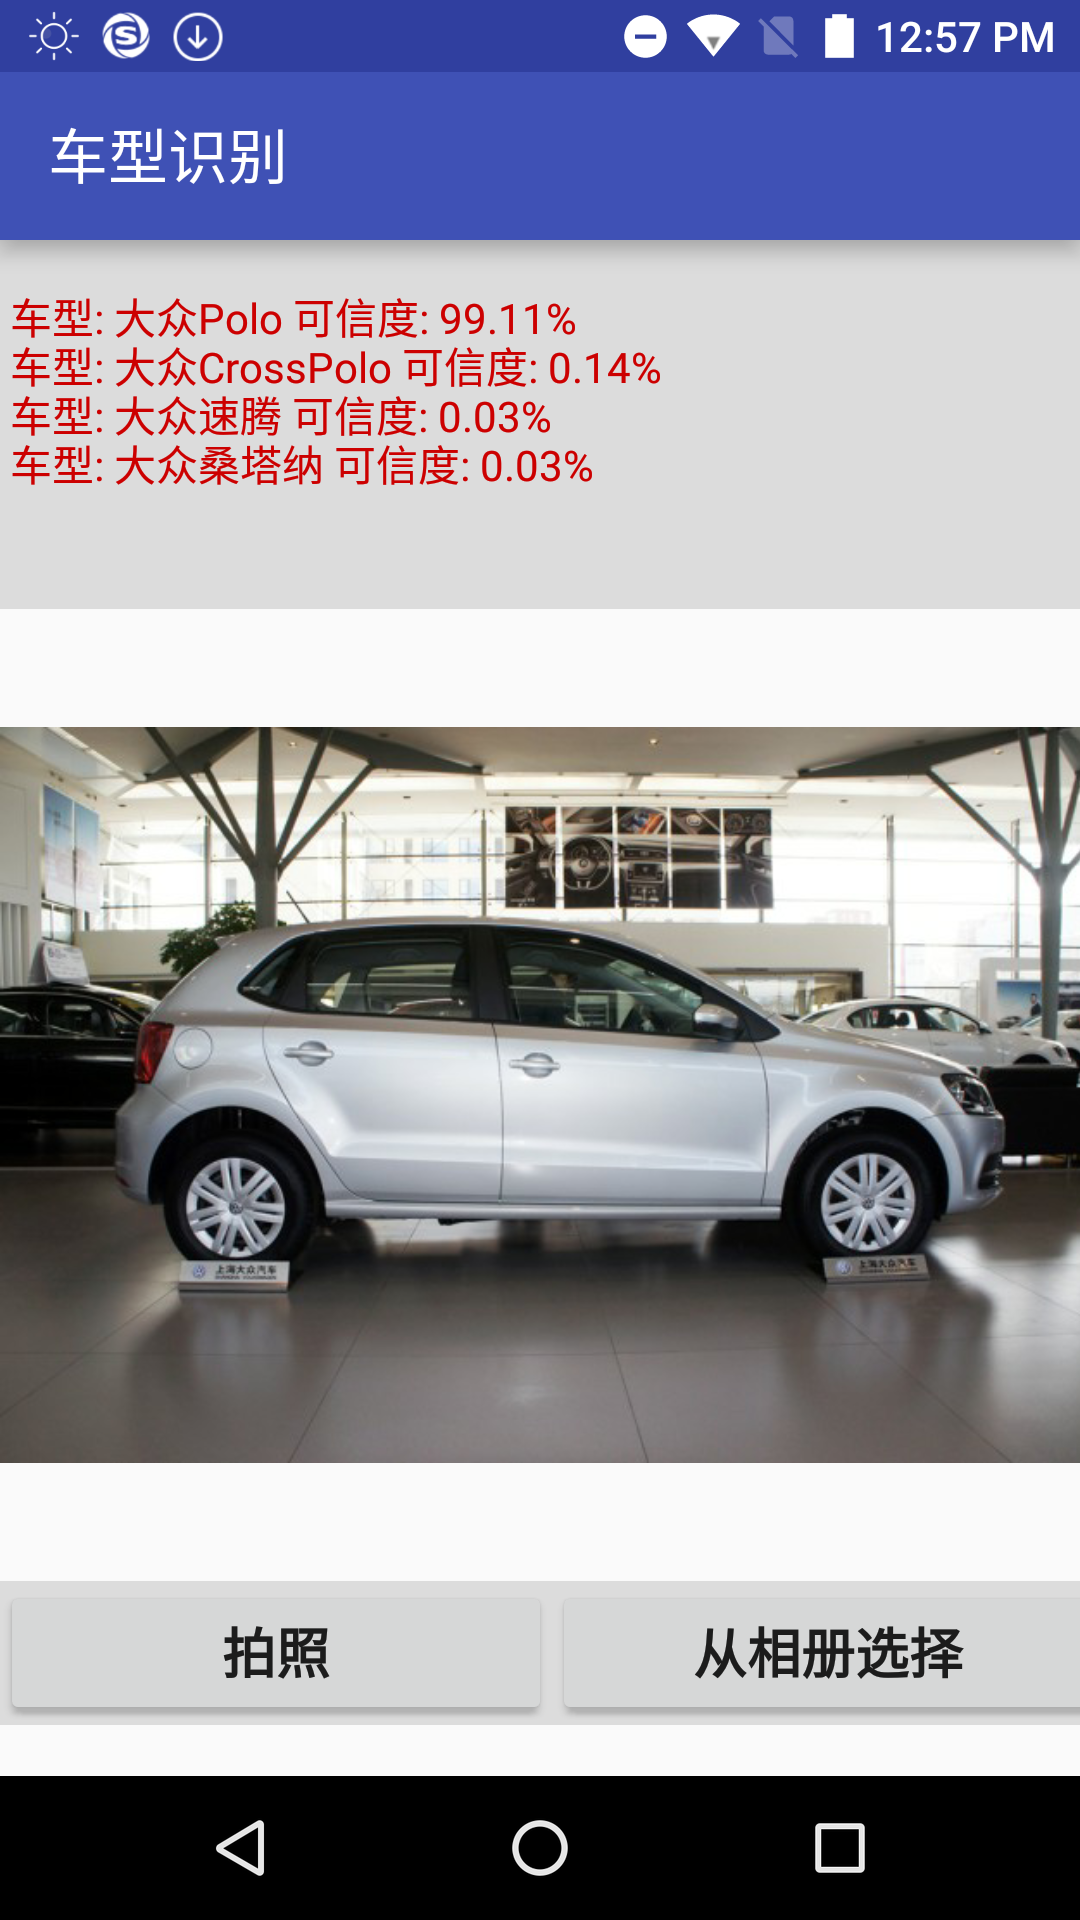 12:57 PM
车型识别
车型: 大众Polo 可信度: 99.11%
车型: 大众CrossPolo 可信度: 0.14%
车型: 大众速腾 可信度: 0.03%
车型: 大众桑塔纳 可信度: 0.03%
上海大众汽车
上海大众汽车
拍照
从相册选择